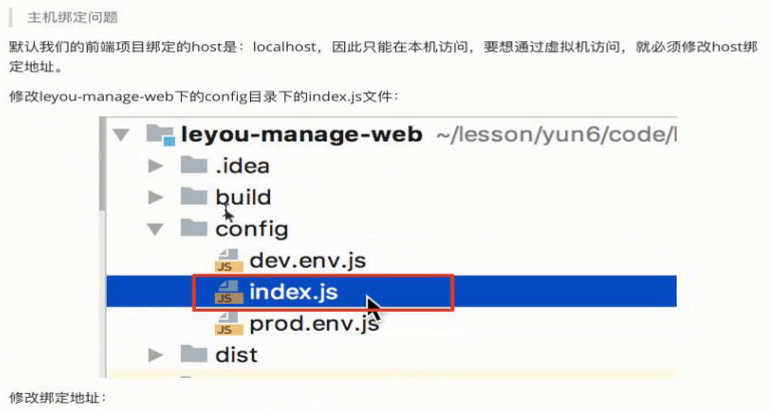 主机绑定问题
默认我们的前端项目绑定的host是：localhost，因此只能在本机访问，要想通过虚拟机访问，就必须修改host绑
定地址。
修改leyou-manage-web下的config目录下的index.js文件：
leyou-manage-web ~/lesson/yun6/code/l
.idea
build
config
JS dev.env.js
JS index.js
JS prod.env.js
dist
修改绑定地址：